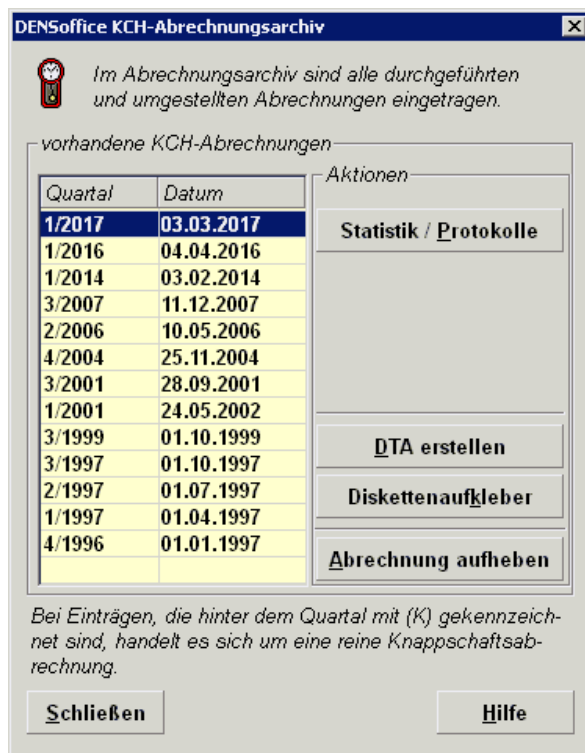 DENSoffice KCH-Abrechnungsarchiv
Im Abrechnungsarchiv sind alle durchgeführten
und umgestellten Abrechnungen eingetragen.
vorhandene KCH-Abrechnungen
Aktionen
Quartal Datum
1/2017 03.03.2017
Statistik / Protokolle
1/2016 04.04.2016
1/2014 03.02.2014
3/2007 11.12.2007
2/2006 10.05.2006
4/2004 25.11.2004
3/2001 28.09.2001
1/2001 24.05.2002
3/1999 01.10.1999
DTA erstellen
3/1997 01.10.1997
2/1997 01.07.1997
Diskettenaufkleber
1/1997 01.04.1997
4/1996 01.01.1997
Abrechnung aufheben
Bei Einträgen, die hinter dem Quartal mit (K) gekennzeich-
net sind, handelt es sich um eine reine Knappschaftsab-
rechnung.
Schließen
Hilfe